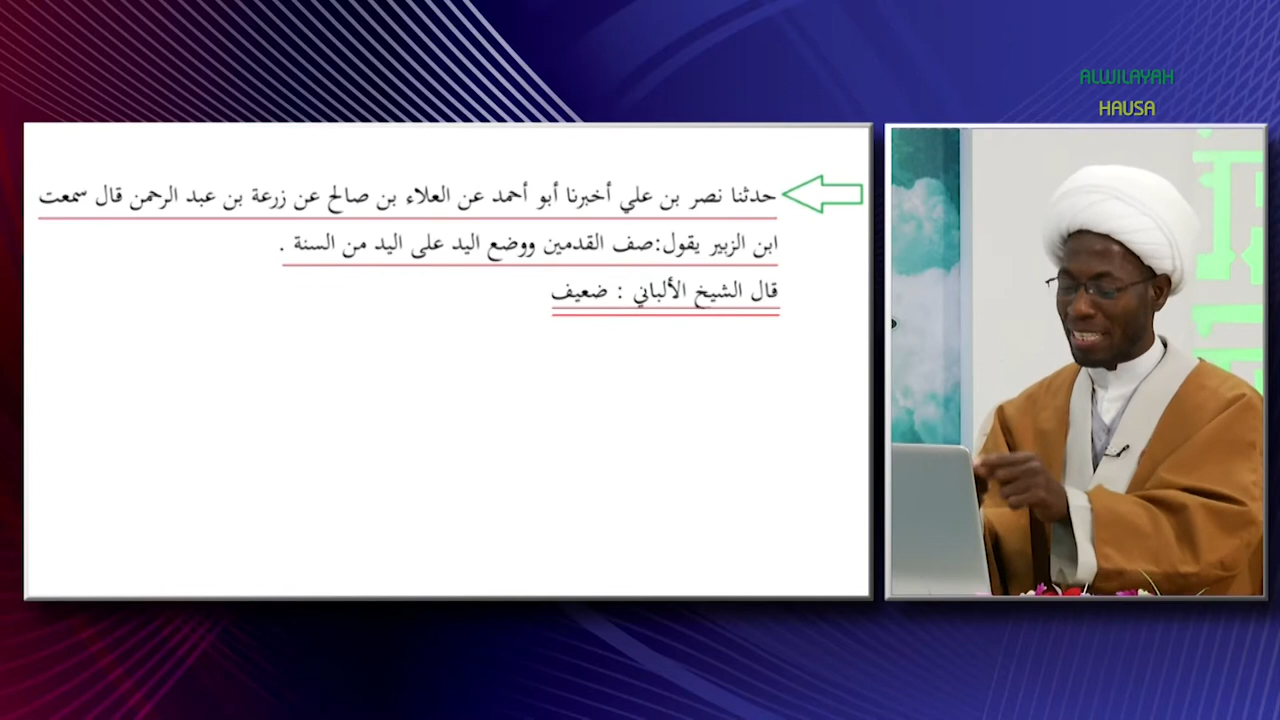 ALWILAYAH
HAUSA
حدثنا نصر بن علي أخبرنا أبو أحمد عن العلاء بن صالح عن زرعة بن عبد الرحمن قال سمعت
ابن الزبير يقول:صف القدمين ووضع اليد على اليد من السنة .
قال الشيخ الألباني : ضعيف